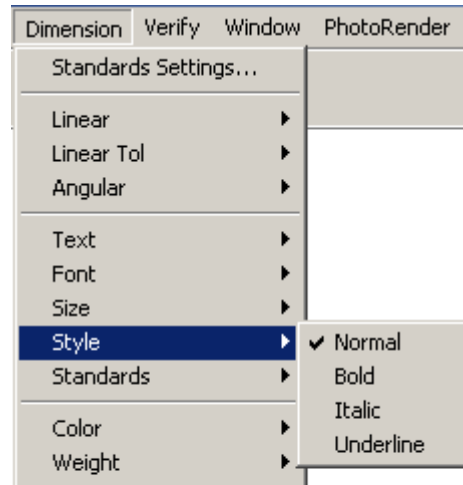 Dimension Verify Window PhotoRender
Standards Settings...
Linear
Linear Tol
Angular
Text
Font
Size
Style
Normal
Standards
Bold
Italic
Color
Underline
Weight